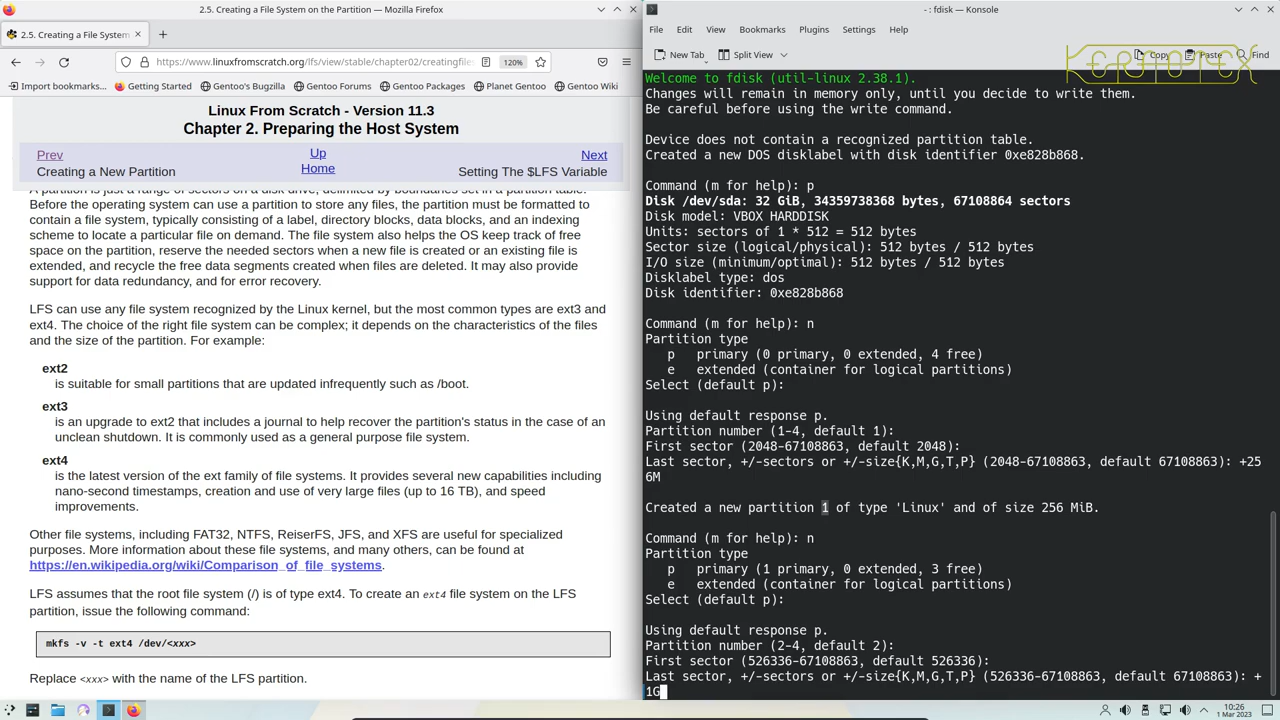 2.5. Creating a File System on the Partition — Mozilla Firefox
2.5. Creating a File System
https://www.linuxfromscratch.org/lfs/view/stable/chapter02/creatingfile
120%
Import bookmarks...
Getting Started
Gentoo's Bugzilla
Gentoo Forums
Gentoo Packages
Planet Gentoo
Gentoo Wiki
Linux From Scratch - Version 11.3
Chapter 2. Preparing the Host System
Prev
Up
Next
Creating a New Partition
Home
Setting The $LFS Variable
A partition is just a range of sectors on a disk drive, delimited by boundaries set in a partition table.
Before the operating system can use a partition to store any files, the partition must be formatted to
contain a file system, typically consisting of a label, directory blocks, data blocks, and an indexing
scheme to locate a particular file on demand. The file system also helps the OS keep track of free
space on the partition, reserve the needed sectors when a new file is created or an existing file is
extended, and recycle the free data segments created when files are deleted. It may also provide
support for data redundancy, and for error recovery.
LFS can use any file system recognized by the Linux kernel, but the most common types are ext3 and
ext4. The choice of the right file system can be complex; it depends on the characteristics of the files
and the size of the partition. For example:
ext2
is suitable for small partitions that are updated infrequently such as /boot.
ext3
is an upgrade to ext2 that includes a journal to help recover the partition's status in the case of an
unclean shutdown. It is commonly used as a general purpose file system.
ext4
is the latest version of the ext family of file systems. It provides several new capabilities including
nano-second timestamps, creation and use of very large files (up to 16 TB), and speed
improvements.
Other file systems, including FAT32, NTFS, ReiserFS, JFS, and XFS are useful for specialized
purposes. More information about these file systems, and many others, can be found at
https://en.wikipedia.org/wiki/Comparison_of_file_systems.
LFS assumes that the root file system (/) is of type ext4. To create an ext4 file system on the LFS
partition, issue the following command:
mkfs -v -t ext4 /dev/<xxx>
Replace <xxx> with the name of the LFS partition.
- : fdisk — Konsole
File
Edit
View
Bookmarks
Plugins
Settings
Help
New Tab
Split View
Copy
Paste
Find
Welcome to fdisk (util-linux 2.38.1).
Changes will remain in memory only, until you decide to write them.
Be careful before using the write command.
Device does not contain a recognized partition table.
Created a new DOS disklabel with disk identifier 0xe828b868.
Command (m for help): p
Disk /dev/sda: 32 GiB, 34359738368 bytes, 67108864 sectors
Disk model: VBOX HARDDISK
Units: sectors of 1 * 512 = 512 bytes
Sector size (logical/physical): 512 bytes / 512 bytes
I/O size (minimum/optimal): 512 bytes / 512 bytes
Disklabel type: dos
Disk identifier: 0xe828b868
Command (m for help): n
Partition type
p   primary (0 primary, 0 extended, 4 free)
e   extended (container for logical partitions)
Select (default p):
Using default response p.
Partition number (1-4, default 1):
First sector (2048-67108863, default 2048):
Last sector, +/-sectors or +/-size{K,M,G,T,P} (2048-67108863, default 67108863): +25
6M
Created a new partition 1 of type 'Linux' and of size 256 MiB.
Command (m for help): n
Partition type
p   primary (1 primary, 0 extended, 3 free)
e   extended (container for logical partitions)
Select (default p):
Using default response p.
Partition number (2-4, default 2):
First sector (526336-67108863, default 526336):
Last sector, +/-sectors or +/-size{K,M,G,T,P} (526336-67108863, default 67108863): +
1G
10:26
1 Mar 2023